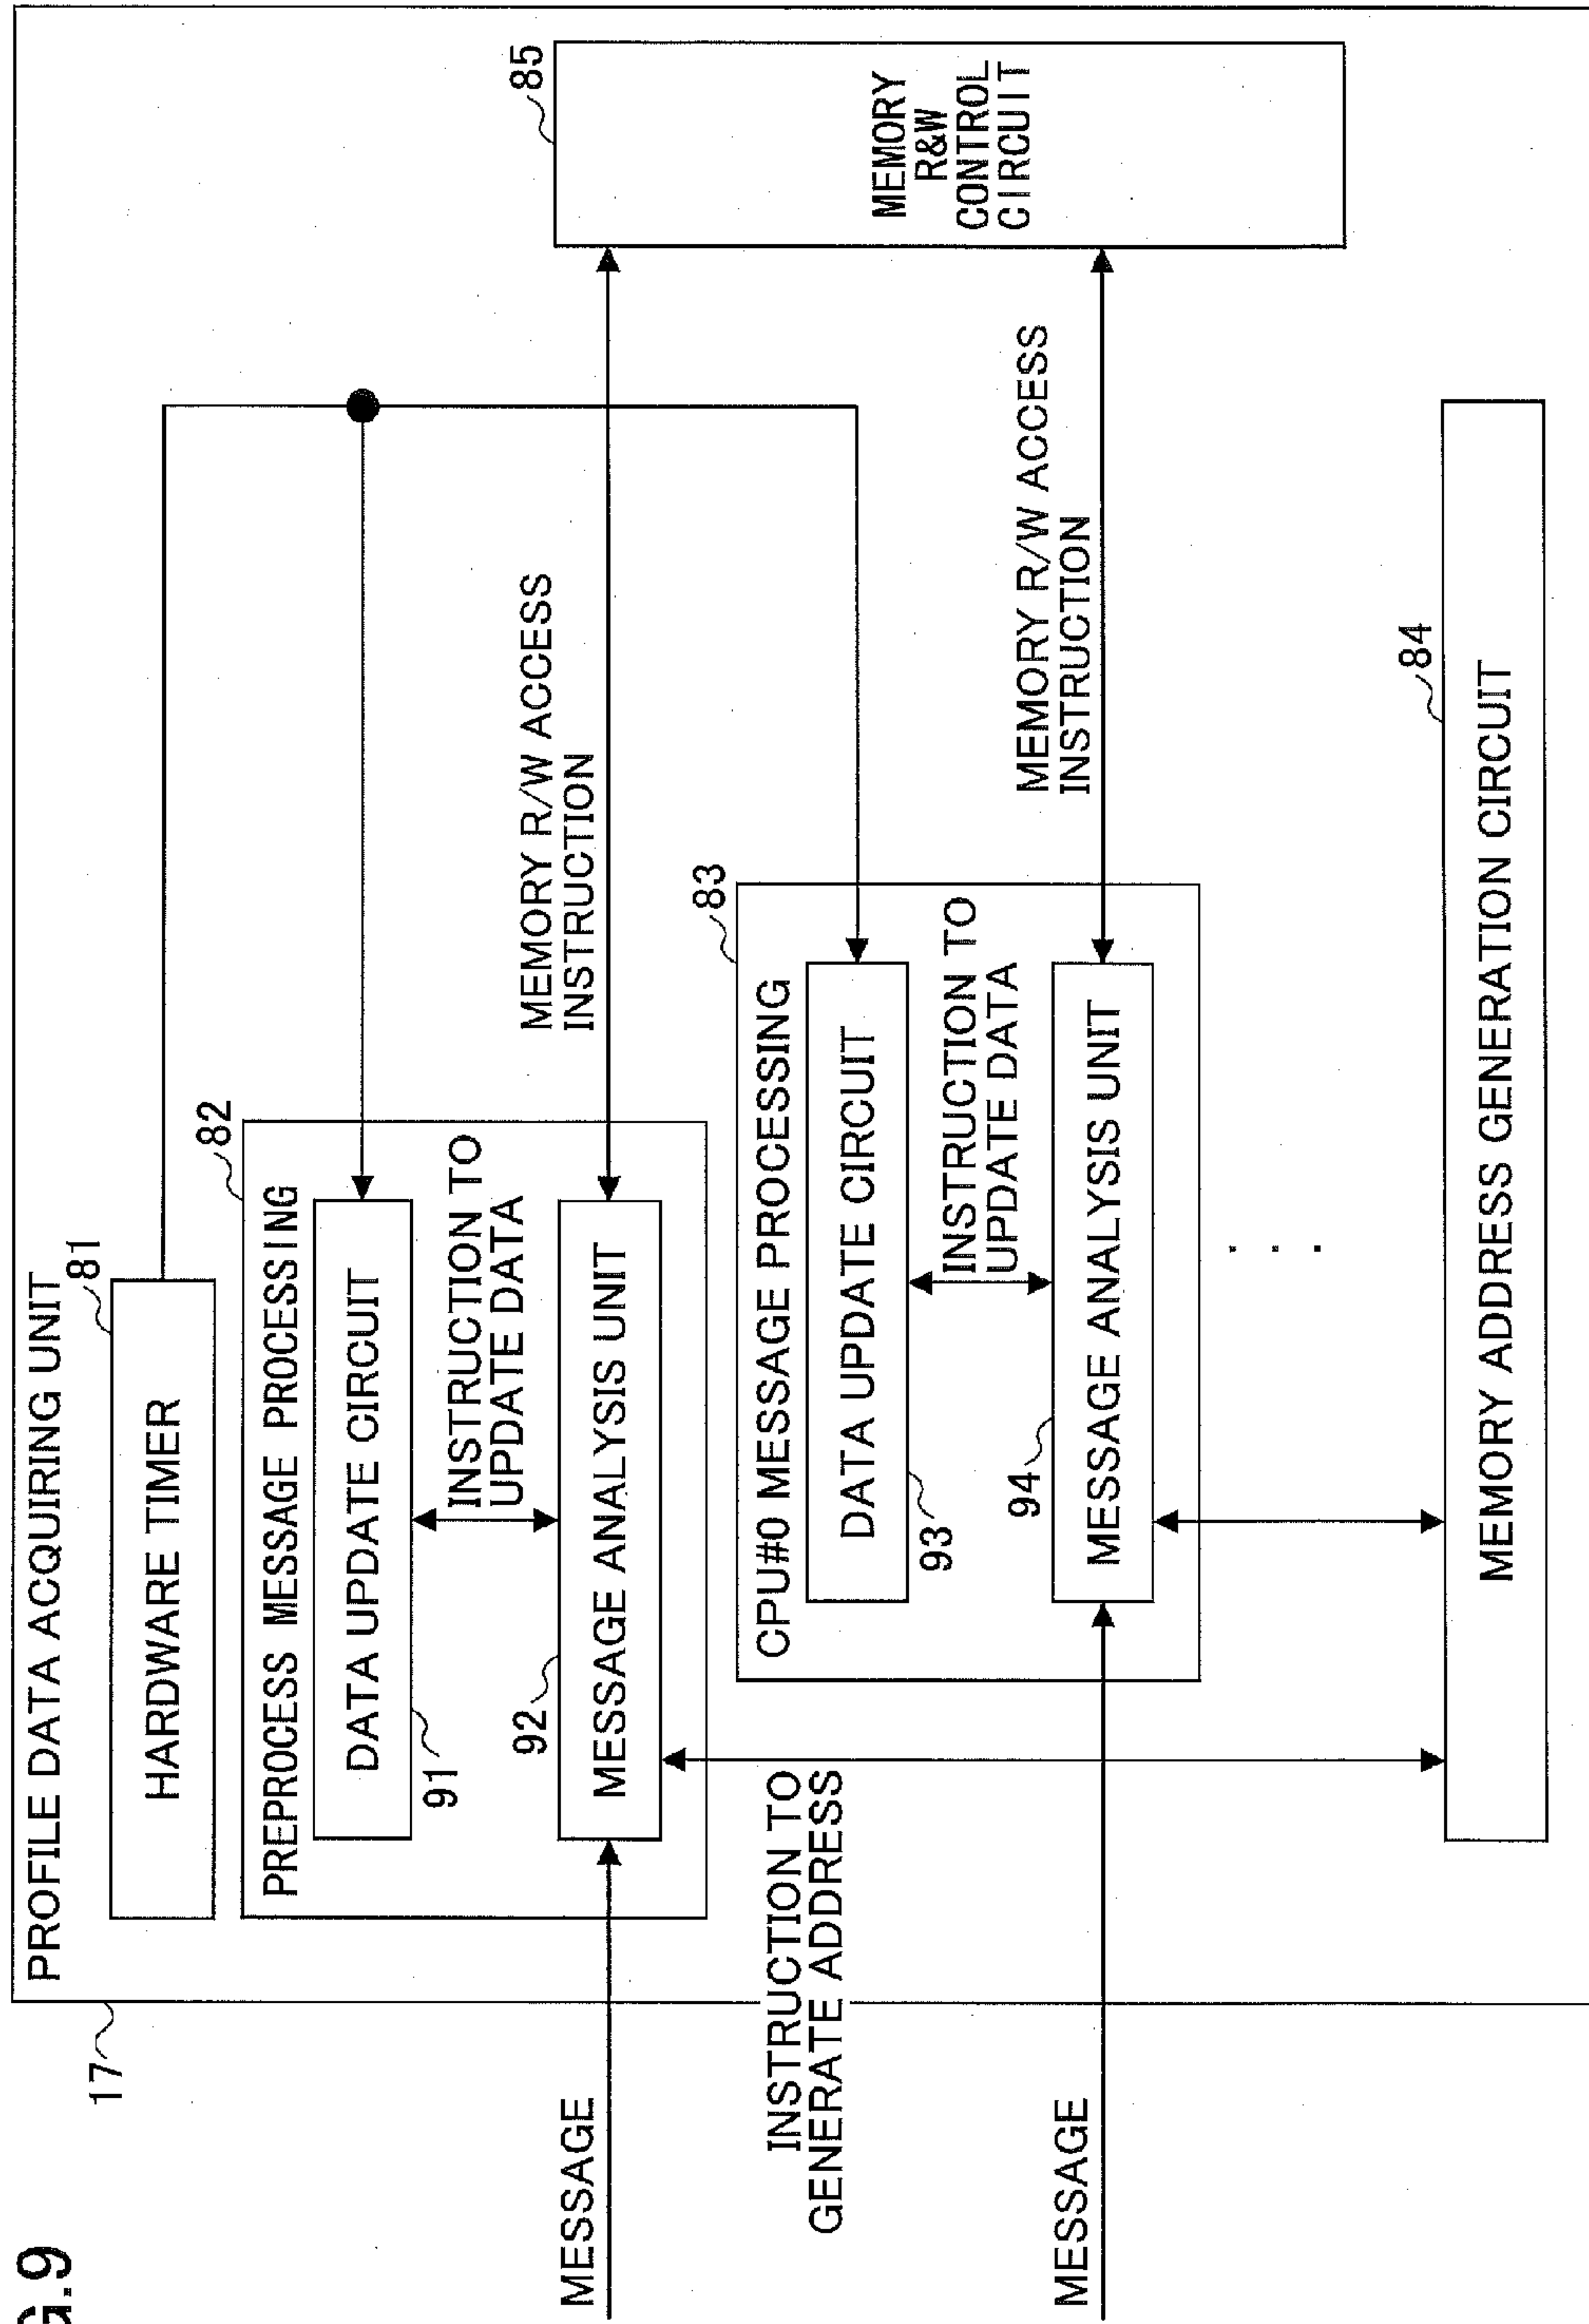 G.9
17
PROFILE DATA ACQUIRING UNIT
81
HARDWARE TIMER
82
PREPROCESS MESSAGE PROCESSING
DATA UPDATE CIRCUIT
91
INSTRUCTION TO
UPDATE DATA
92
MESSAGE ANALYSIS UNIT
MESSAGE
MEMORY R/W ACCESS
INSTRUCTION
85
MEMORY
R&W
CONTROL
CIRCUIT
83
CPU#0 MESSAGE PROCESSING
DATA UPDATE CIRCUIT
93
INSTRUCTION TO
UPDATE DATA
94
MESSAGE ANALYSIS UNIT
MESSAGE
MEMORY R/W ACCESS
INSTRUCTION
INSTRUCTION TO
GENERATE ADDRESS
. . .
84
MEMORY ADDRESS GENERATION CIRCUIT